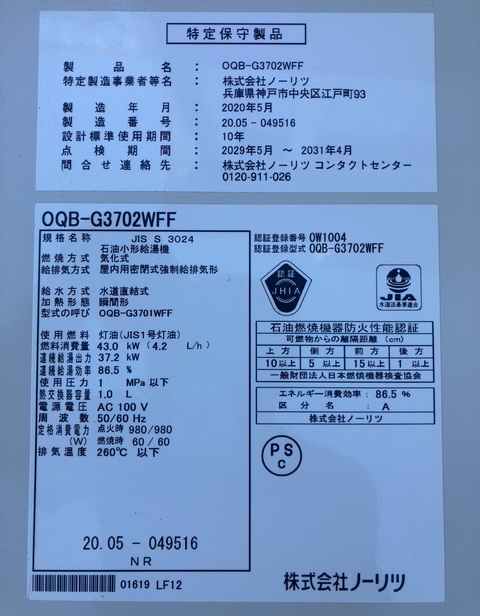 特定保守製品
製品名 : OQB-G3702WFF
特定製造事業者等名 : 株式会社ノーリツ
兵庫県神戸市中央区江戸町93
製造年月 : 2020年5月
製造番号 : 20.05 - 049516
設計標準使用期間 : 10年
点検期間 : 2029年5月 ～ 2031年4月
問合せ連絡先 : 株式会社ノーリツ コンタクトセンター
0120-911-026
OQB-G3702WFF
規格名称 JIS S 3024
石油小形給湯機
燃焼方式 気化式
給排気方式 屋内用密閉式強制給排気形
給水方式 水道直結式
加熱形態 瞬間形
型式の呼び OQB-G3701WFF
使用燃料 灯油(JIS1号灯油)
燃料消費量 43.0 kW (4.2 L/h)
連続給湯出力 37.2 kW
連続給湯効率 86.5 %
使用圧力 1 MPa 以下
熱交換器容量 1.0 L
電源電圧 AC 100 V
周波数 50/60 Hz
定格消費電力 点火時 980/980
(W) 燃焼時 60/60
排気温度 260℃ 以下
20.05 - 049516
NR
01619 LF12
認証登録番号 OW1004
認証登録型式 OQB-G3702WFF
認証
JHIA
JIA
水道法基準適合
石油燃焼機器防火性能認証
可燃物からの離隔距離 (cm)
上方 側方 前方 後方
10以上 5以上 15以上 1以上
一般財団法人日本燃焼機器検査協会
エネルギー消費効率 : 86.5 %
区分名 : A
株式会社ノーリツ
PS
C
株式会社ノーリツ